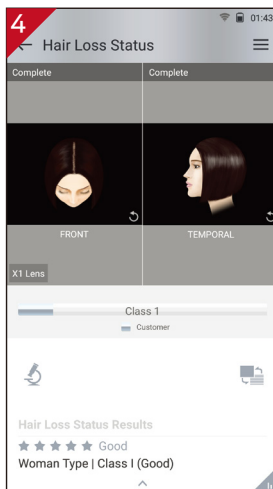 4
01:43
← Hair Loss Status
Complete
Complete
FRONT
TEMPORAL
X1 Lens
Class 1
Customer
Hair Loss Status Results
★ ★ ★ ★ ★ Good
Woman Type | Class I (Good)